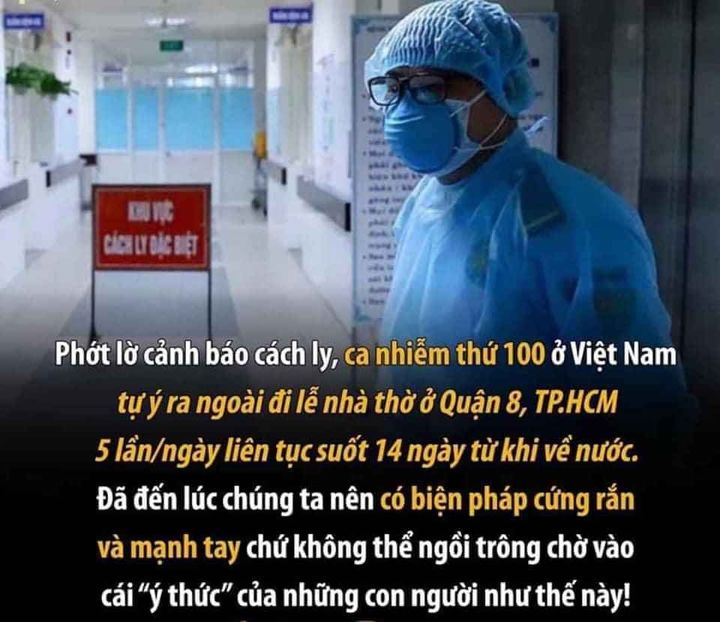 KHU VỰC
CÁCH LY ĐẶC BIỆT
Phớt lờ cảnh báo cách ly, ca nhiễm thứ 100 ở Việt Nam
tự ý ra ngoài đi lễ nhà thờ ở Quận 8, TP.HCM
5 lần/ngày liên tục suốt 14 ngày từ khi về nước.
Đã đến lúc chúng ta nên có biện pháp cứng rắn
và mạnh tay chứ không thể ngồi trông chờ vào
cái “ý thức” của những con người như thế này!